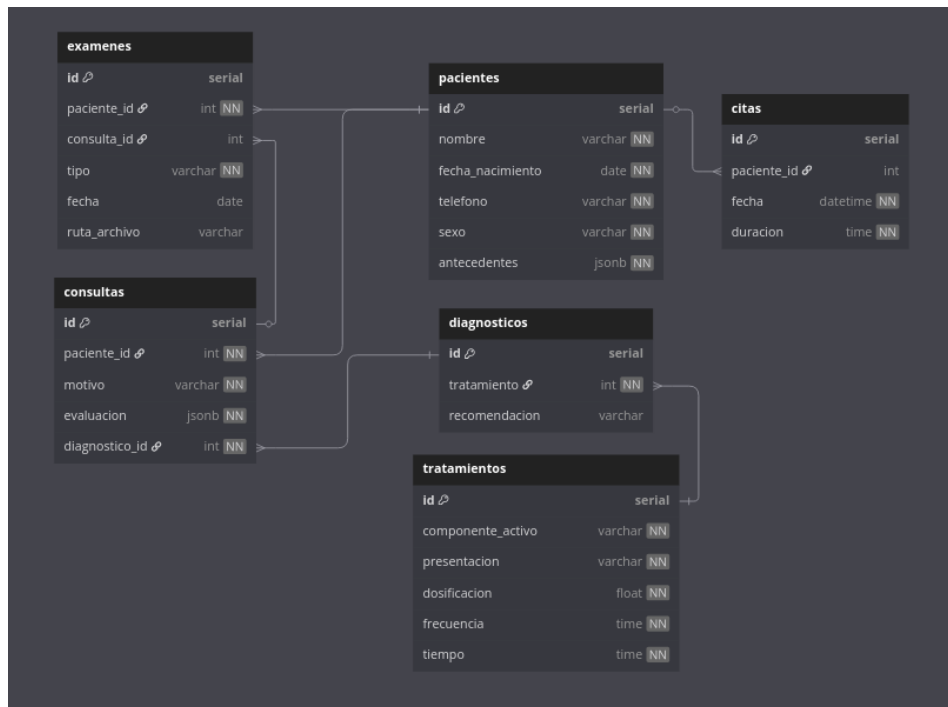 examenes
id serial
paciente_id int NN
consulta_id int
tipo varchar NN
fecha date
ruta_archivo varchar
pacientes
id serial
nombre varchar NN
fecha_nacimiento date NN
telefono varchar NN
sexo varchar NN
antecedentes jsonb NN
citas
id serial
paciente_id int
fecha datetime NN
duracion time NN
consultas
id serial
paciente_id int NN
motivo varchar NN
evaluacion jsonb NN
diagnostico_id int NN
diagnosticos
id serial
tratamiento int NN
recomendacion varchar
tratamientos
id serial
componente_activo varchar NN
presentacion varchar NN
dosificacion float NN
frecuencia time NN
tiempo time NN